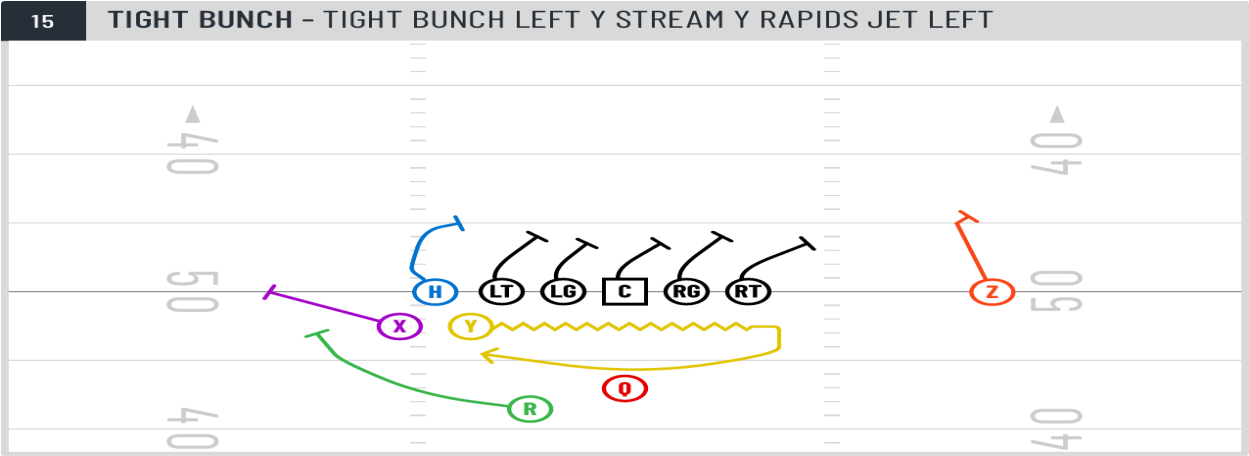 15 TIGHT BUNCH – TIGHT BUNCH LEFT Y STREAM Y RAPIDS JET LEFT
40 40
50 H LT LG C RG RT Z 50
X Y
Q
40 R 40